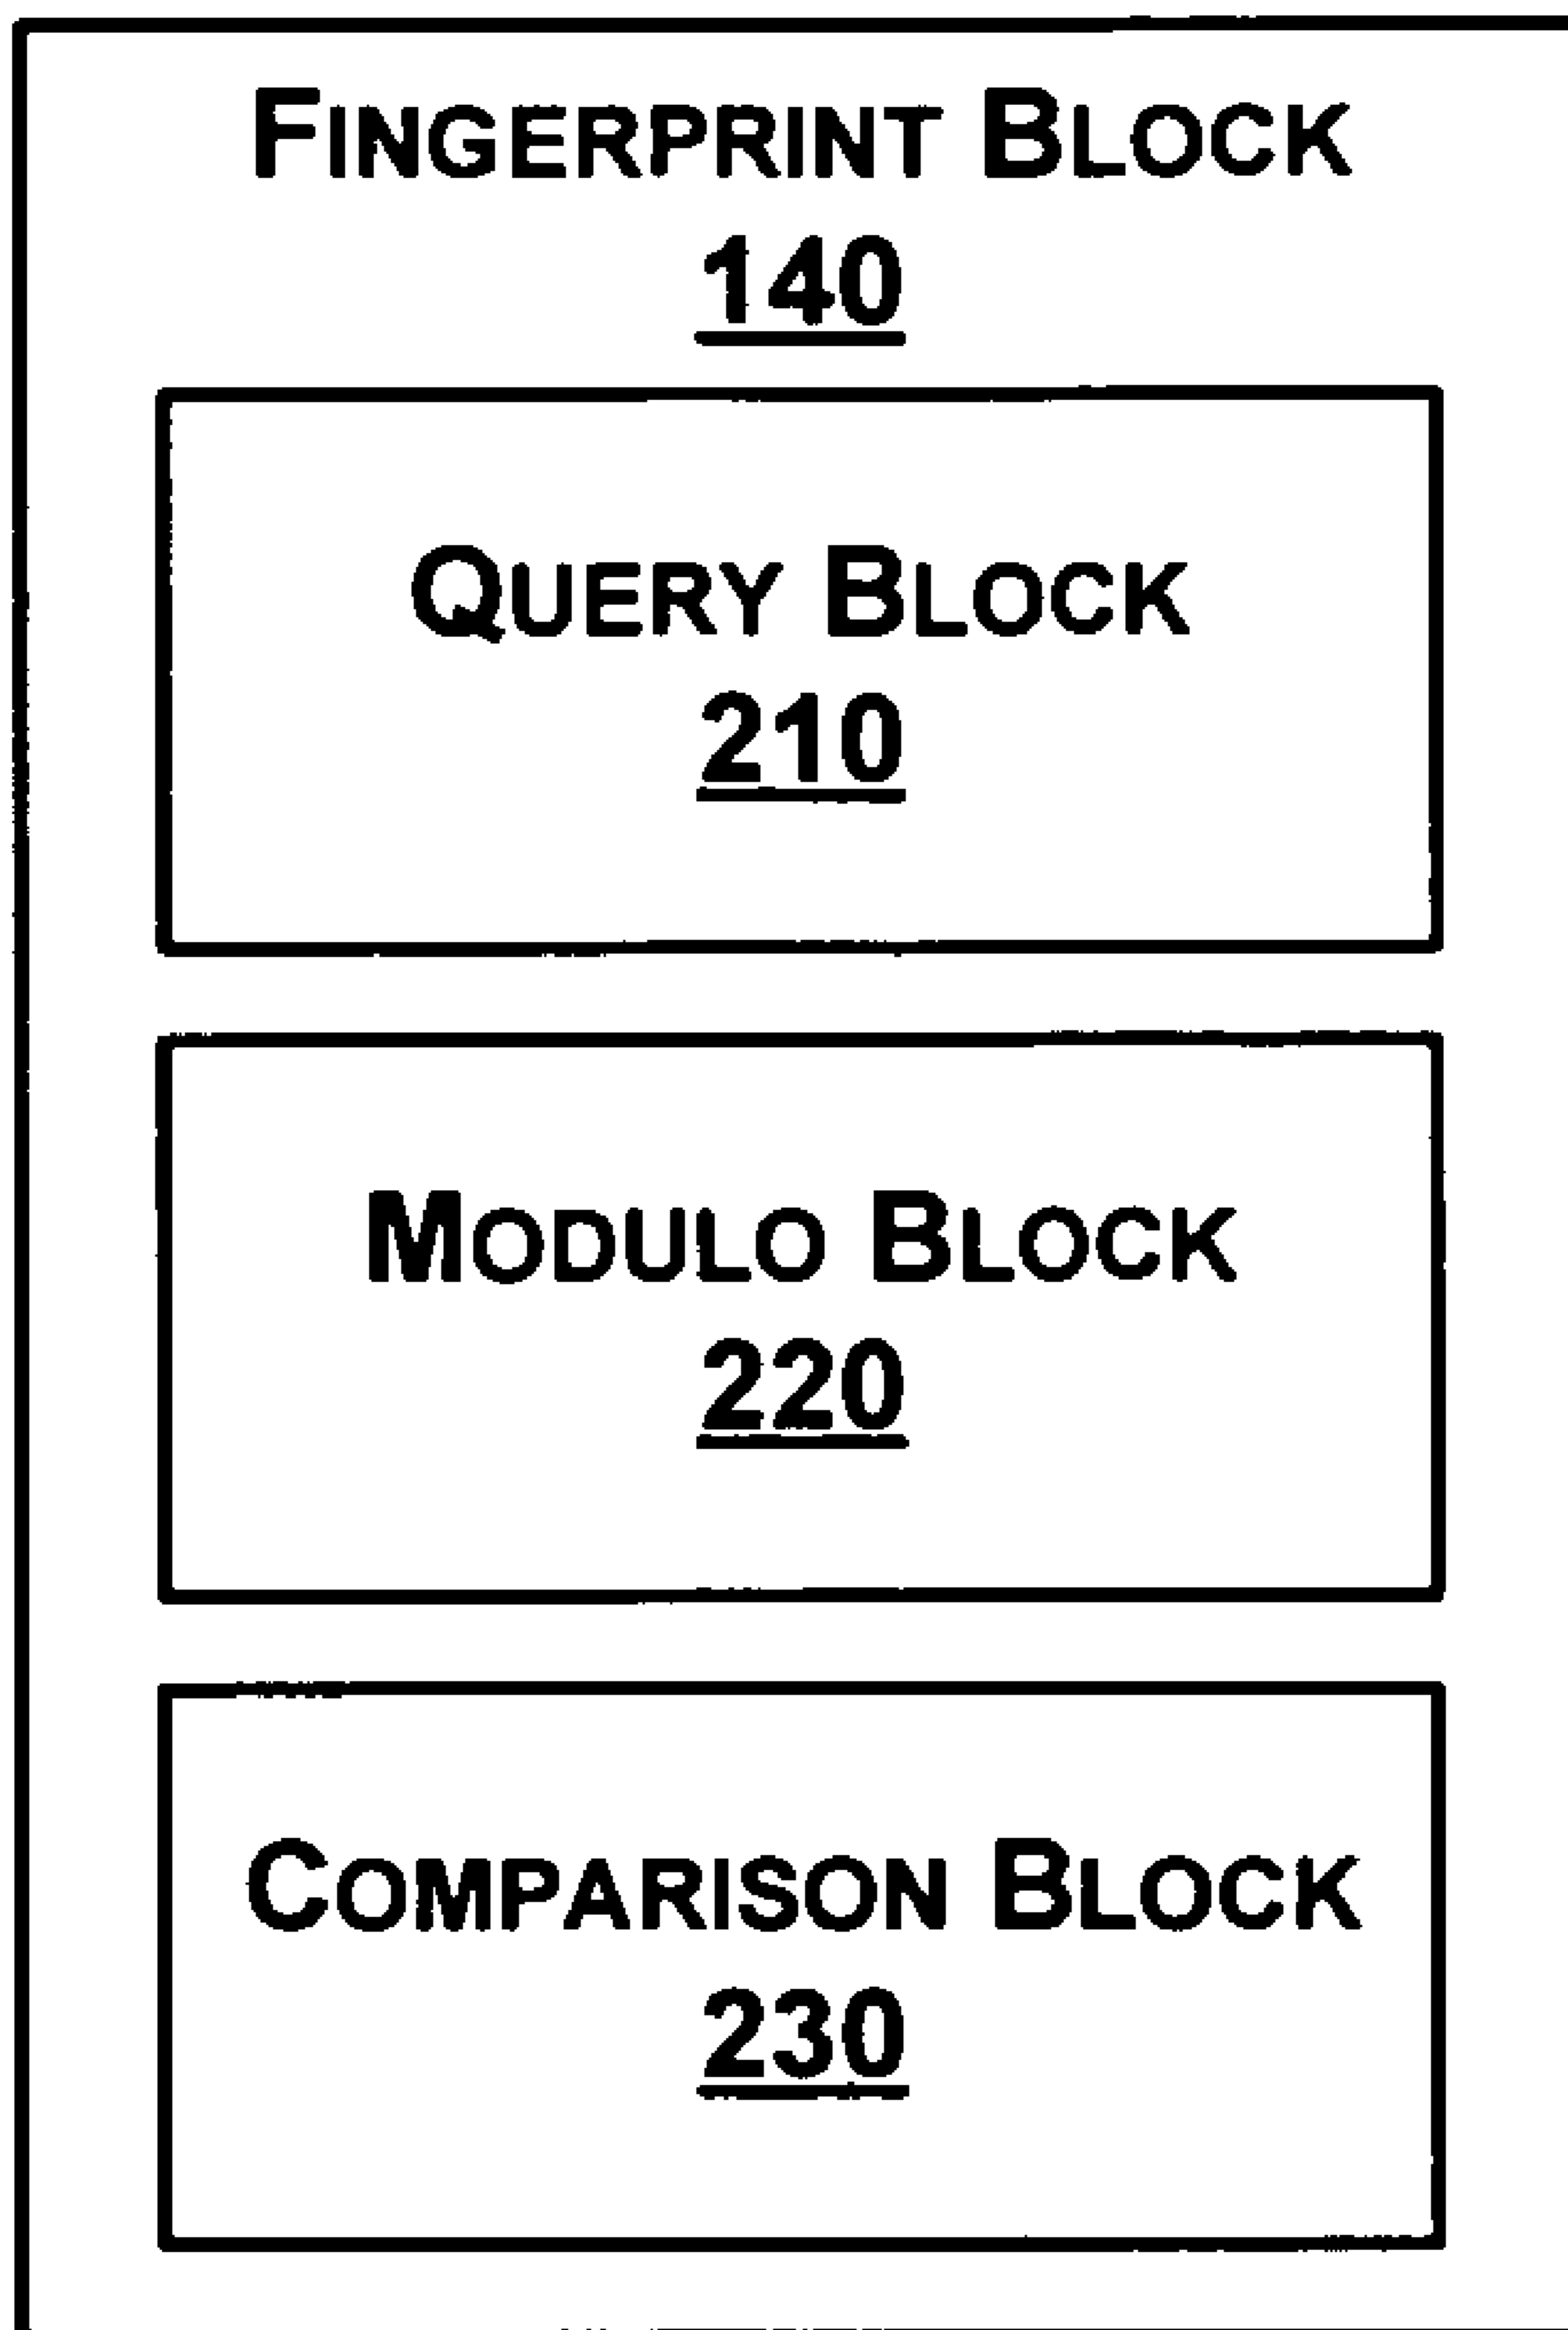 FINGERPRINT BLOCK
140
QUERY BLOCK
210
MODULO BLOCK
220
COMPARISON BLOCK
230